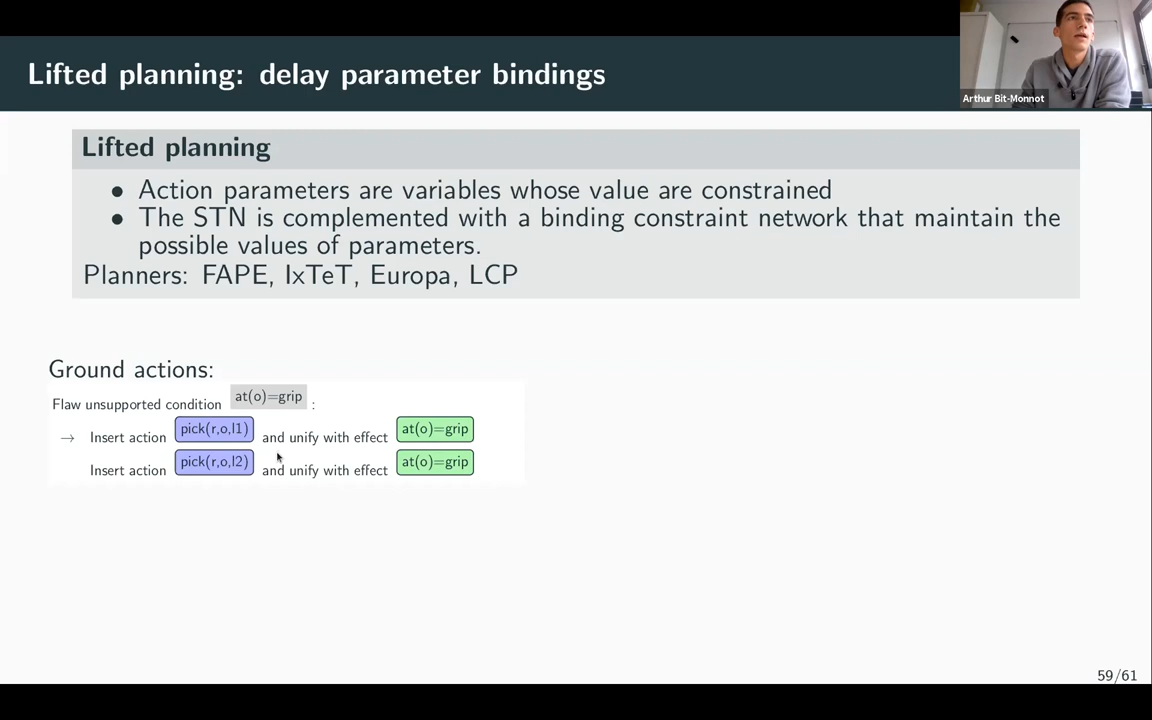 Lifted planning: delay parameter bindings
Arthur Bit-Monnot
Lifted planning
• Action parameters are variables whose value are constrained
• The STN is complemented with a binding constraint network that maintain the
possible values of parameters.
Planners: FAPE, IxTeT, Europa, LCP
Ground actions:
Flaw unsupported condition at(o)=grip :
→ Insert action pick(r,o,l1) and unify with effect at(o)=grip
Insert action pick(r,o,l2) and unify with effect at(o)=grip
59/61